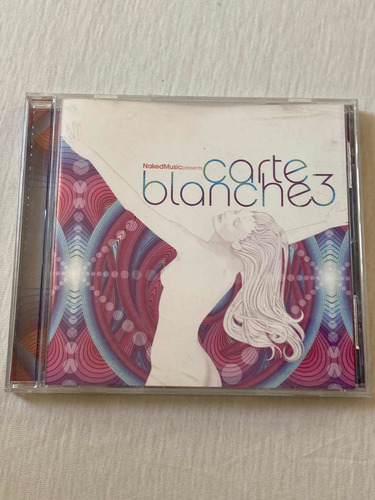 NakedMusic presents
carte
blanche3